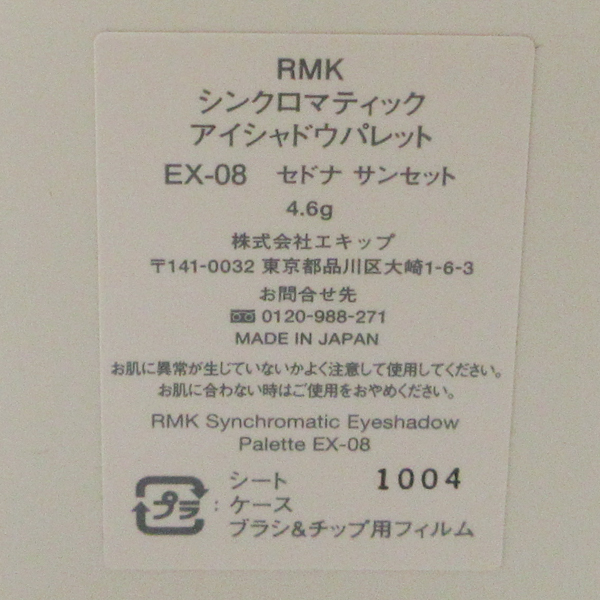 RMK
シンクロマティック
アイシャドウパレット
EX-08 セドナ サンセット
4.6g
株式会社エキップ
〒141-0032 東京都品川区大崎1-6-3
お問合せ先
0120-988-271
MADE IN JAPAN
お肌に異常が生じていないかよく注意して使用してください。
お肌に合わない時はご使用をおやめください。
RMK Synchromatic Eyeshadow
Palette EX-08
プラ : シート 1004
ケース
ブラシ&チップ用フィルム